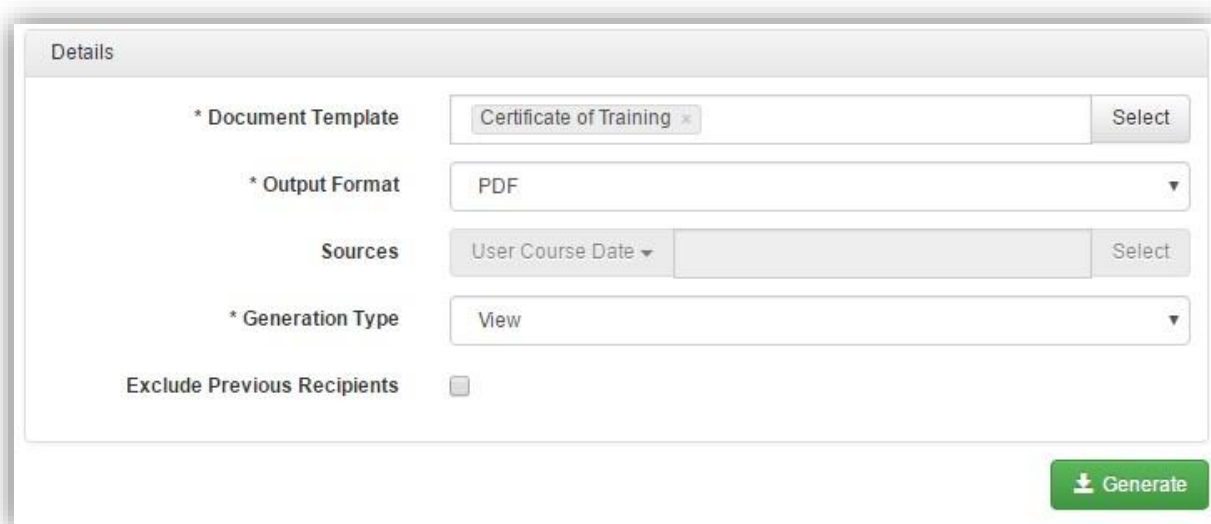 Details
* Document Template Certificate of Training × Select
* Output Format PDF
Sources User Course Date Select
* Generation Type View
Exclude Previous Recipients
Generate